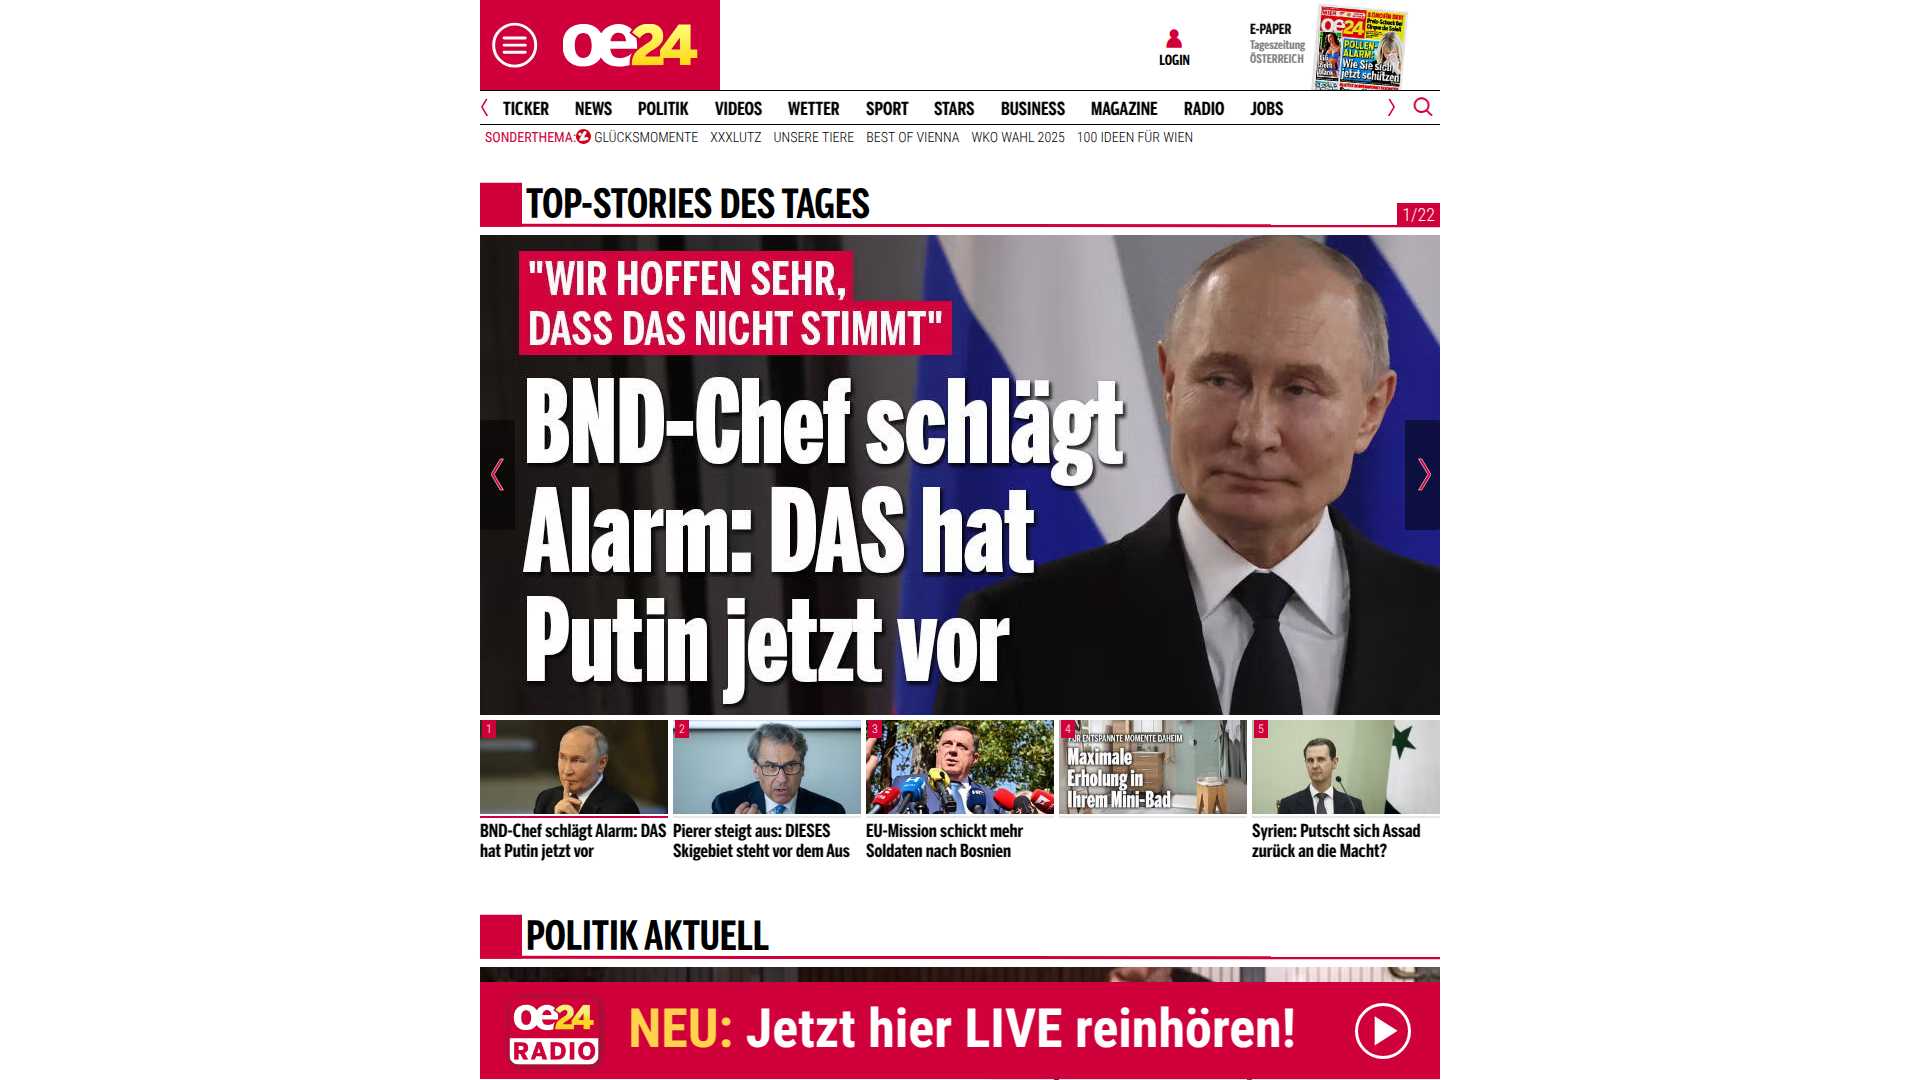 oe24
LOGIN
E-PAPER
Tageszeitung
ÖSTERREICH
oe24
POLLEN-
ALARM:
Wie Sie sich
jetzt schützen
TICKER NEWS POLITIK VIDEOS WETTER SPORT STARS BUSINESS MAGAZINE RADIO JOBS
SONDERTHEMA: GLÜCKSMOMENTE XXXLUTZ UNSERE TIERE BEST OF VIENNA WKO WAHL 2025 100 IDEEN FÜR WIEN
TOP-STORIES DES TAGES
1/22
"WIR HOFFEN SEHR,
DASS DAS NICHT STIMMT"
BND-Chef schlägt
Alarm: DAS hat
Putin jetzt vor
1
2
3
4
5
FÜR ENTSPANNTE MOMENTE DAHEIM
Maximale
Erholung in
Ihrem Mini-Bad
BND-Chef schlägt Alarm: DAS
hat Putin jetzt vor
Pierer steigt aus: DIESES
Skigebiet steht vor dem Aus
EU-Mission schickt mehr
Soldaten nach Bosnien
Syrien: Putscht sich Assad
zurück an die Macht?
POLITIK AKTUELL
oe24
RADIO
NEU: Jetzt hier LIVE reinhören!